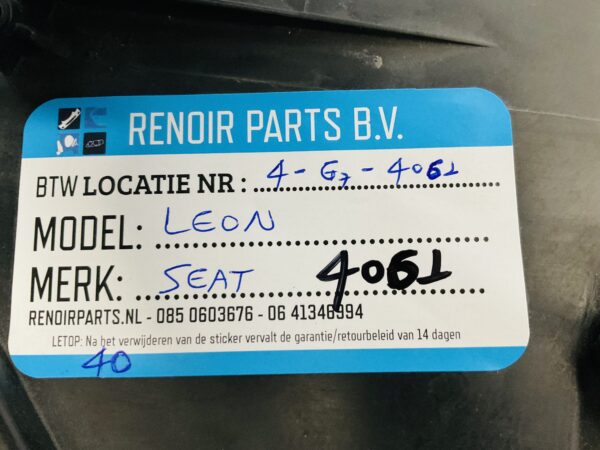 RENOIR PARTS B.V.
BTW LOCATIE NR : 4-G7-4061
MODEL: LEON
MERK: SEAT 4061
RENOIRPARTS.NL - 085 0603676 - 06 41346994
LETOP: Na het verwijderen van de sticker vervalt de garantie/retourbeleid van 14 dagen
40